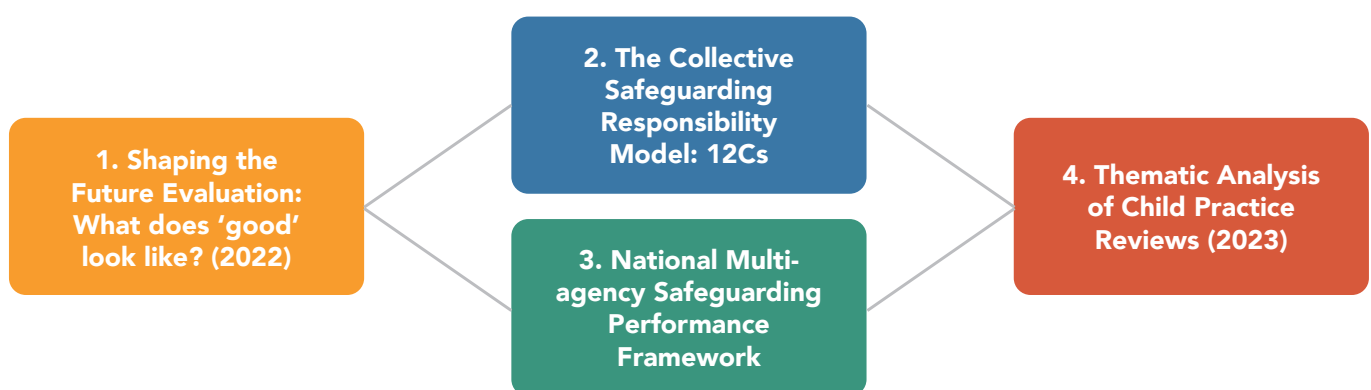 1. Shaping the
Future Evaluation:
What does ‘good’
look like? (2022)
2. The Collective
Safeguarding
Responsibility
Model: 12Cs
3. National Multi-
agency Safeguarding
Performance
Framework
4. Thematic Analysis
of Child Practice
Reviews (2023)